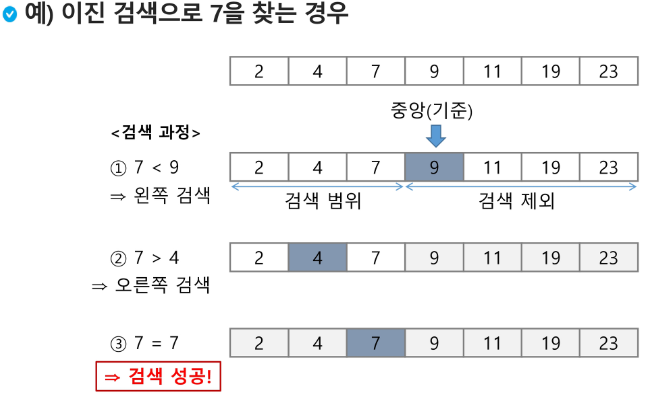 예) 이진 검색으로 7을 찾는 경우
2 4 7 9 11 19 23
중앙(기준)
<검색 과정>
① 7 < 9
2 4 7 9 11 19 23
⇒ 왼쪽 검색
검색 범위 검색 제외
② 7 > 4
2 4 7 9 11 19 23
⇒ 오른쪽 검색
③ 7 = 7
2 4 7 9 11 19 23
⇒ 검색 성공!